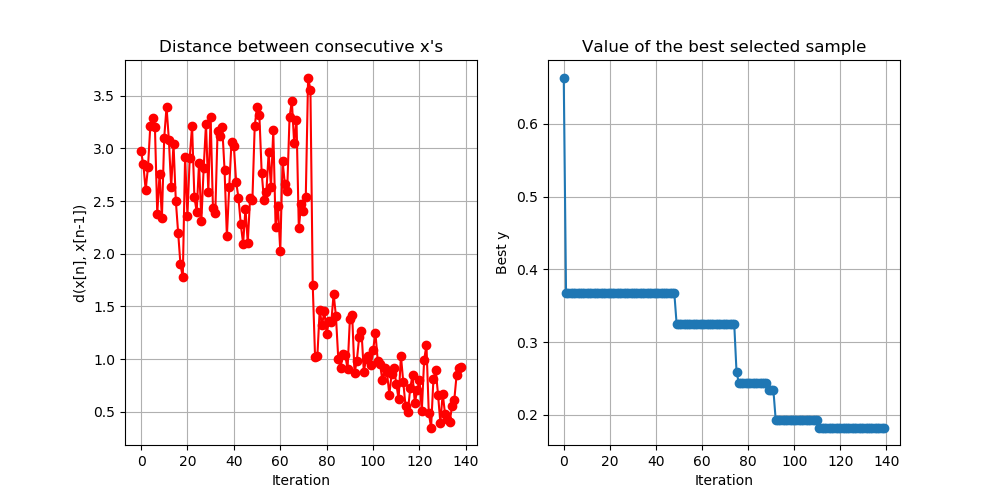 Distance between consecutive x's
d(x[n], x[n-1])
3.5
3.0
2.5
2.0
1.5
1.0
0.5
0 20 40 60 80 100 120 140
Iteration
Value of the best selected sample
Best y
0.6
0.5
0.4
0.3
0.2
0 20 40 60 80 100 120 140
Iteration